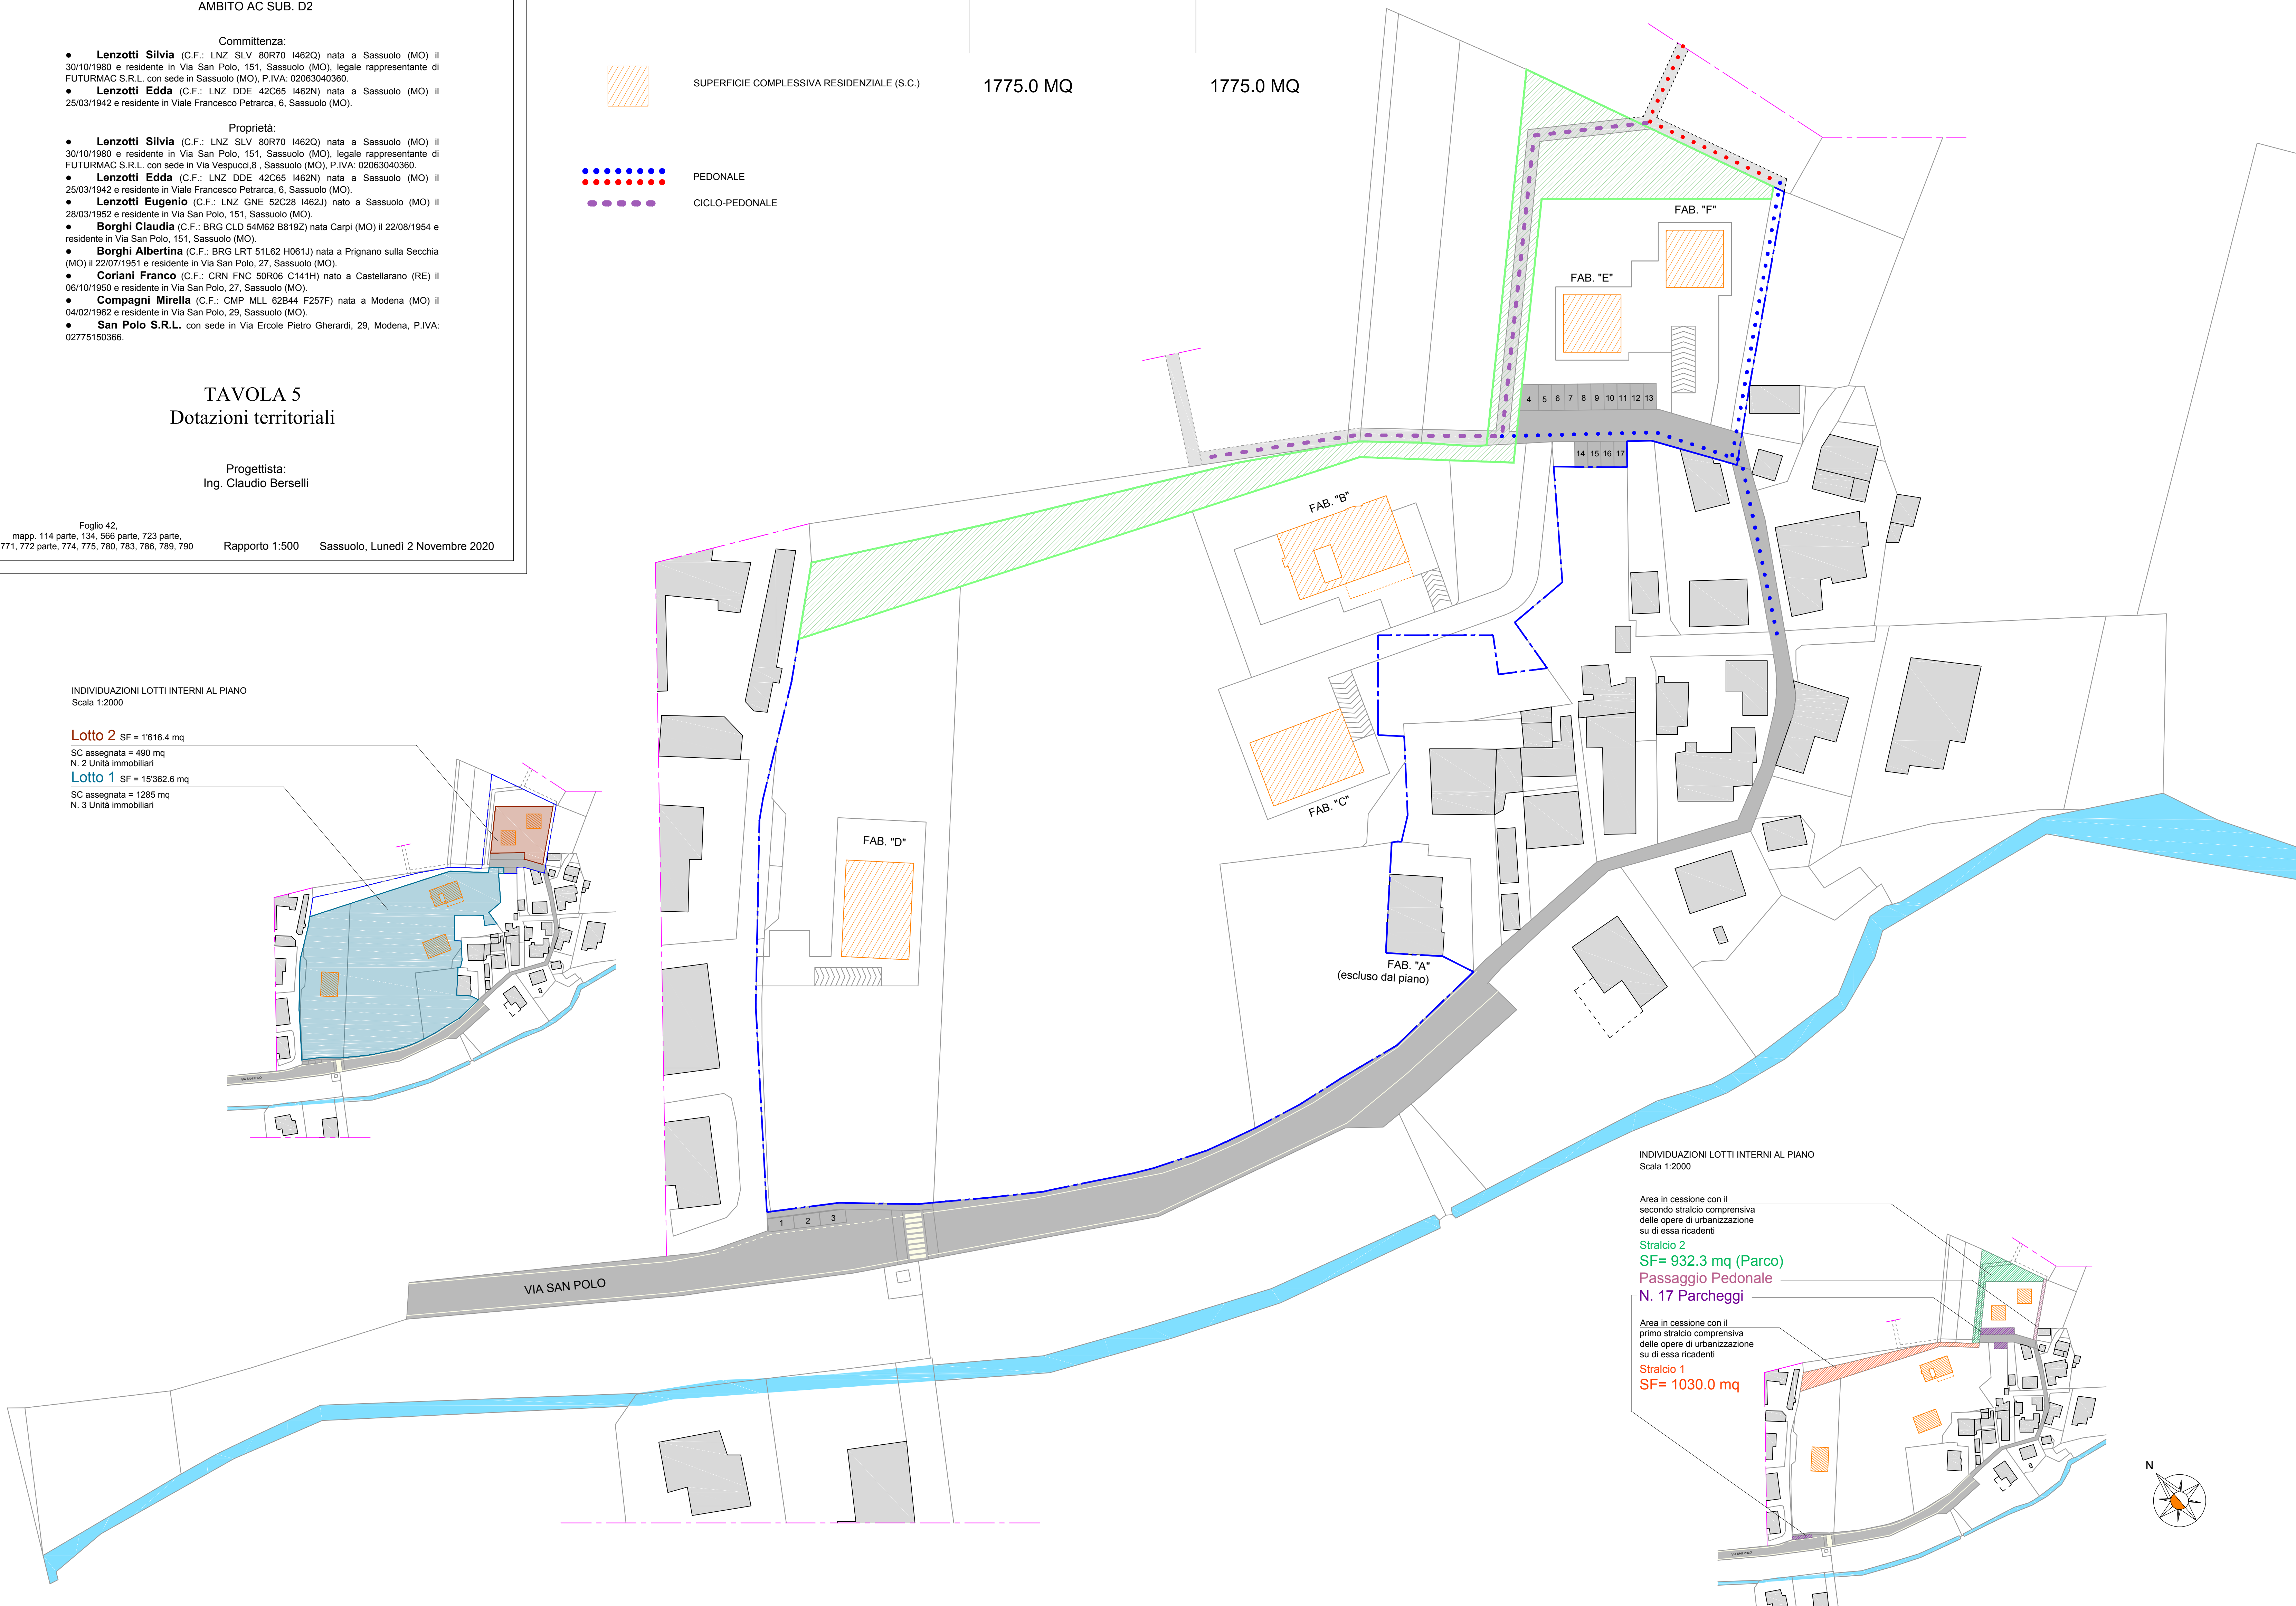 AMBITO AC SUB. D2
Committenza:
● Lenzotti Silvia (C.F.: LNZ SLV 80R70 I462Q) nata a Sassuolo (MO) il
30/10/1980 e residente in Via San Polo, 151, Sassuolo (MO), legale rappresentante di
FUTURMAC S.R.L. con sede in Sassuolo (MO), P.IVA: 02063040360.
● Lenzotti Edda (C.F.: LNZ DDE 42C65 I462N) nata a Sassuolo (MO) il
25/03/1942 e residente in Viale Francesco Petrarca, 6, Sassuolo (MO).
Proprietà:
● Lenzotti Silvia (C.F.: LNZ SLV 80R70 I462Q) nata a Sassuolo (MO) il
30/10/1980 e residente in Via San Polo, 151, Sassuolo (MO), legale rappresentante di
FUTURMAC S.R.L. con sede in Via Vespucci,8 , Sassuolo (MO), P.IVA: 02063040360.
● Lenzotti Edda (C.F.: LNZ DDE 42C65 I462N) nata a Sassuolo (MO) il
25/03/1942 e residente in Viale Francesco Petrarca, 6, Sassuolo (MO).
● Lenzotti Eugenio (C.F.: LNZ GNE 52C28 I462J) nato a Sassuolo (MO) il
28/03/1952 e residente in Via San Polo, 151, Sassuolo (MO).
● Borghi Claudia (C.F.: BRG CLD 54M62 B819Z) nata Carpi (MO) il 22/08/1954 e
residente in Via San Polo, 151, Sassuolo (MO).
● Borghi Albertina (C.F.: BRG LRT 51L62 H061J) nata a Prignano sulla Secchia
(MO) il 22/07/1951 e residente in Via San Polo, 27, Sassuolo (MO).
● Coriani Franco (C.F.: CRN FNC 50R06 C141H) nato a Castellarano (RE) il
06/10/1950 e residente in Via San Polo, 27, Sassuolo (MO).
● Compagni Mirella (C.F.: CMP MLL 62B44 F257F) nata a Modena (MO) il
04/02/1962 e residente in Via San Polo, 29, Sassuolo (MO).
● San Polo S.R.L. con sede in Via Ercole Pietro Gherardi, 29, Modena, P.IVA:
02775150366.
TAVOLA 5
Dotazioni territoriali
Progettista:
Ing. Claudio Berselli
Foglio 42,
mapp. 114 parte, 134, 566 parte, 723 parte,
771, 772 parte, 774, 775, 780, 783, 786, 789, 790
Rapporto 1:500
Sassuolo, Lunedì 2 Novembre 2020
SUPERFICIE COMPLESSIVA RESIDENZIALE (S.C.)
1775.0 MQ
1775.0 MQ
PEDONALE
CICLO-PEDONALE
FAB. "F"
FAB. "E"
4 5 6 7 8 9 10 11 12 13
14 15 16 17
FAB. "B"
FAB. "C"
FAB. "D"
FAB. "A"
(escluso dal piano)
1 2 3
VIA SAN POLO
INDIVIDUAZIONI LOTTI INTERNI AL PIANO
Scala 1:2000
Lotto 2 SF = 1'616.4 mq
SC assegnata = 490 mq
N. 2 Unità immobiliari
Lotto 1 SF = 15'362.6 mq
SC assegnata = 1285 mq
N. 3 Unità immobiliari
VIA SAN POLO
INDIVIDUAZIONI LOTTI INTERNI AL PIANO
Scala 1:2000
Area in cessione con il
secondo stralcio comprensiva
delle opere di urbanizzazione
su di essa ricadenti
Stralcio 2
SF= 932.3 mq (Parco)
Passaggio Pedonale
N. 17 Parcheggi
Area in cessione con il
primo stralcio comprensiva
delle opere di urbanizzazione
su di essa ricadenti
Stralcio 1
SF= 1030.0 mq
VIA SAN POLO
N